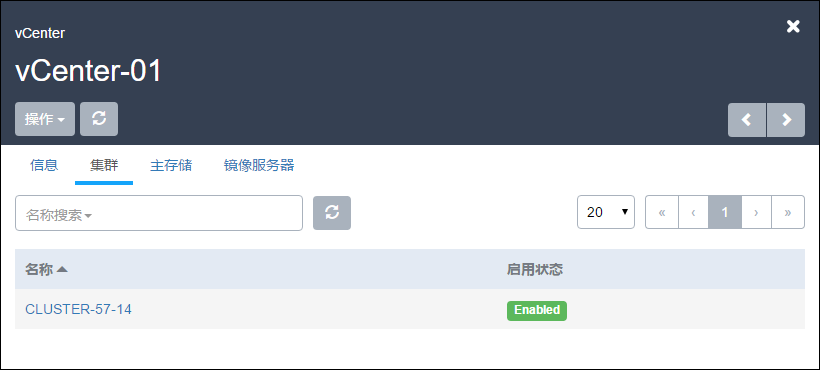 vCenter
vCenter-01
操作
信息 集群 主存储 镜像服务器
名称搜索 20 « ‹ 1 › »
名称 启用状态
CLUSTER-57-14 Enabled